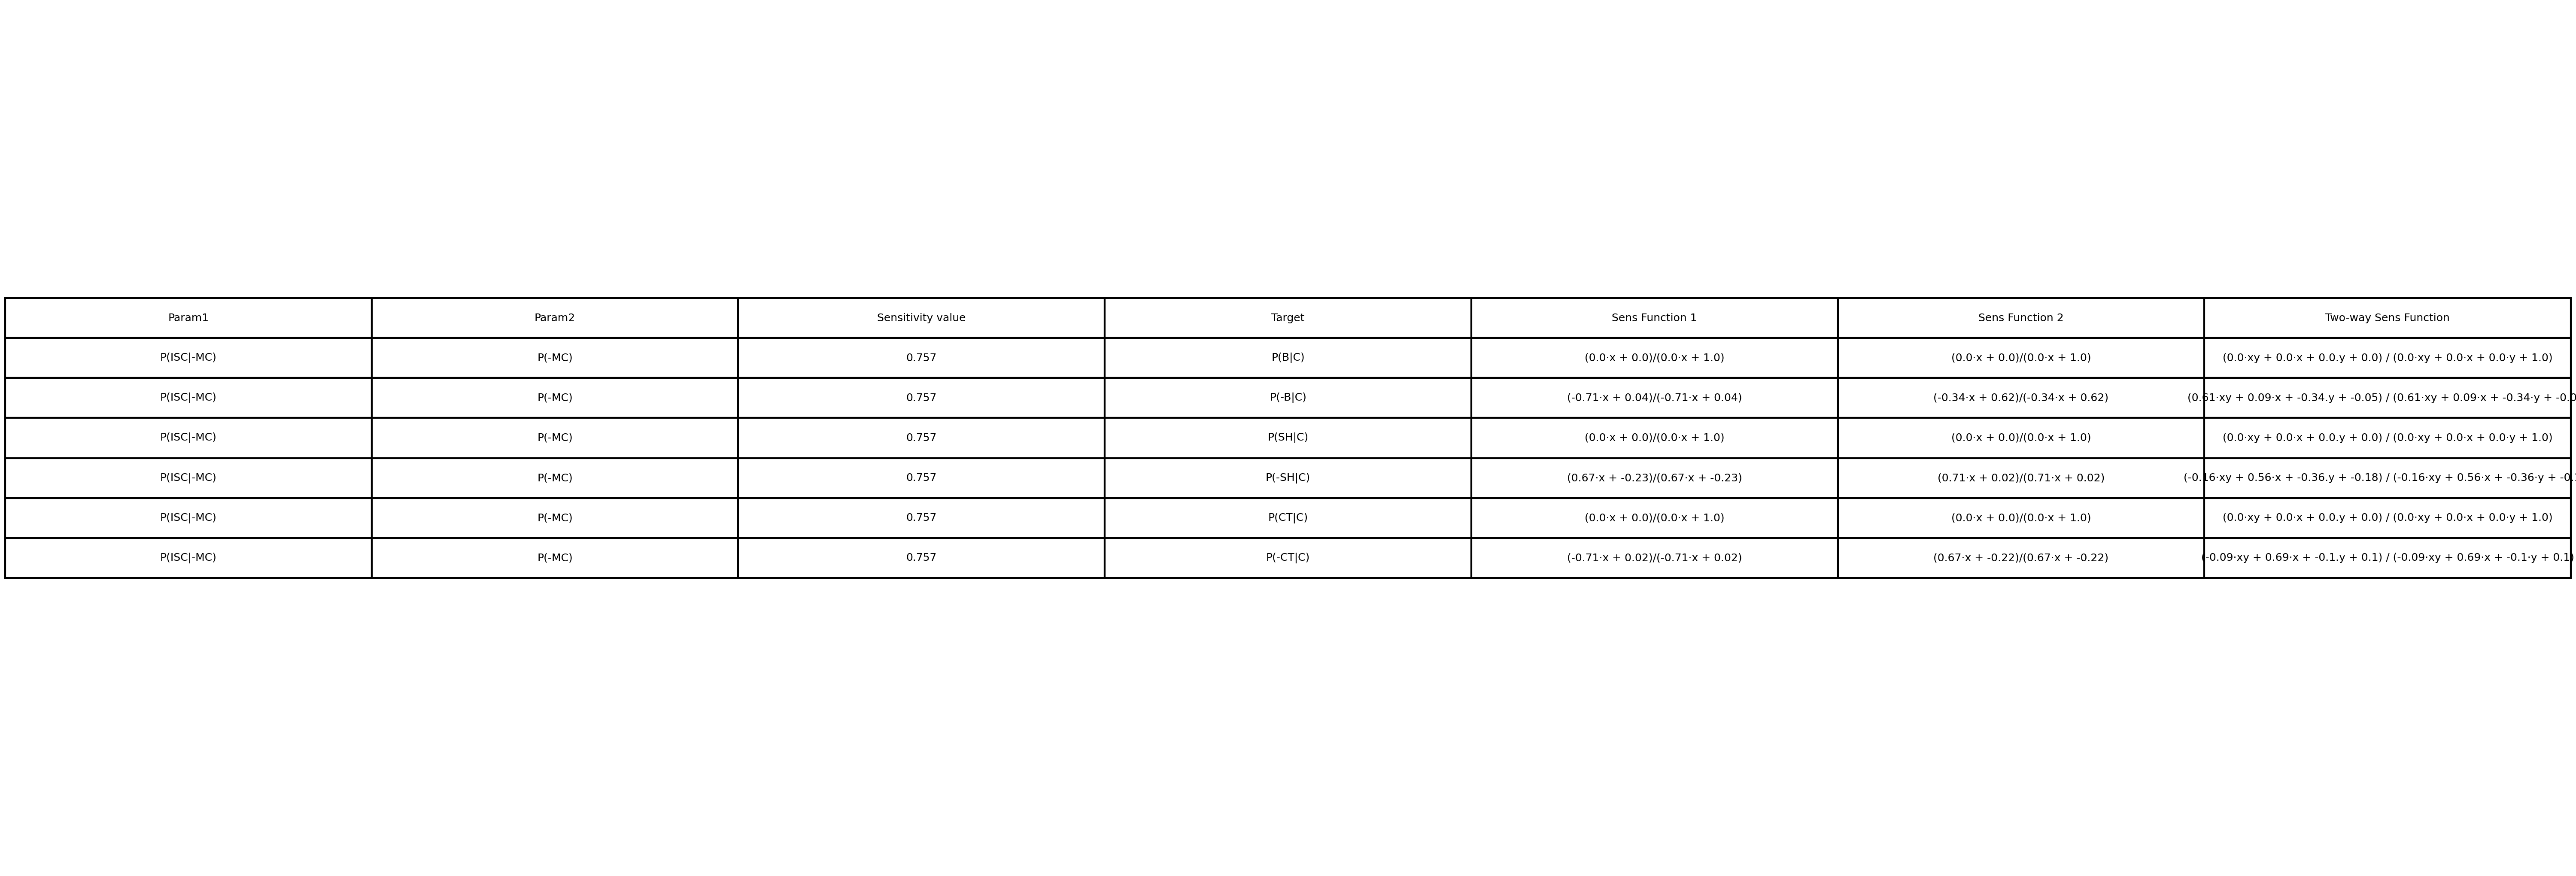 Param1 Param2 Sensitivity value Target Sens Function 1 Sens Function 2 Two-way Sens Function
P(ISC|-MC) P(-MC) 0.757 P(B|C) (0.0·x + 0.0)/(0.0·x + 1.0) (0.0·x + 0.0)/(0.0·x + 1.0) (0.0·xy + 0.0·x + 0.0.y + 0.0) / (0.0·xy + 0.0·x + 0.0·y + 1.0)
P(ISC|-MC) P(-MC) 0.757 P(-B|C) (-0.71·x + 0.04)/(-0.71·x + 0.04) (-0.34·x + 0.62)/(-0.34·x + 0.62) (0.61·xy + 0.09·x + -0.34.y + -0.05) / (0.61·xy + 0.09·x + -0.34·y + -0.0
P(ISC|-MC) P(-MC) 0.757 P(SH|C) (0.0·x + 0.0)/(0.0·x + 1.0) (0.0·x + 0.0)/(0.0·x + 1.0) (0.0·xy + 0.0·x + 0.0.y + 0.0) / (0.0·xy + 0.0·x + 0.0·y + 1.0)
P(ISC|-MC) P(-MC) 0.757 P(-SH|C) (0.67·x + -0.23)/(0.67·x + -0.23) (0.71·x + 0.02)/(0.71·x + 0.02) (-0.16·xy + 0.56·x + -0.36.y + -0.18) / (-0.16·xy + 0.56·x + -0.36·y +
P(ISC|-MC) P(-MC) 0.757 P(CT|C) (0.0·x + 0.0)/(0.0·x + 1.0) (0.0·x + 0.0)/(0.0·x + 1.0) (0.0·xy + 0.0·x + 0.0.y + 0.0) / (0.0·xy + 0.0·x + 0.0·y + 1.0)
P(ISC|-MC) P(-MC) 0.757 P(-CT|C) (-0.71·x + 0.02)/(-0.71·x + 0.02) (0.67·x + -0.22)/(0.67·x + -0.22) (-0.09·xy + 0.69·x + -0.1.y + 0.1) / (-0.09·xy + 0.69·x + -0.1·y + 0.1)